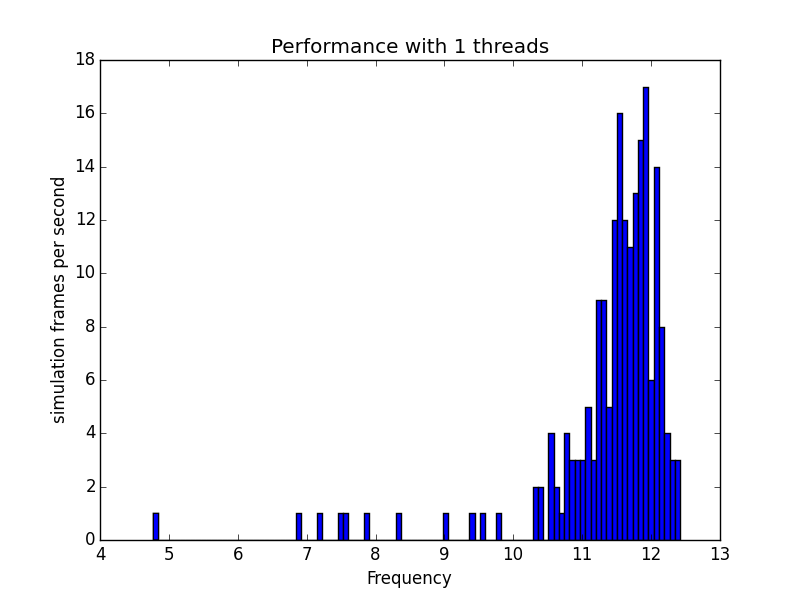 Performance with 1 threads
18
16
14
12
10
8
6
4
2
0
simulation frames per second
4 5 6 7 8 9 10 11 12 13
Frequency